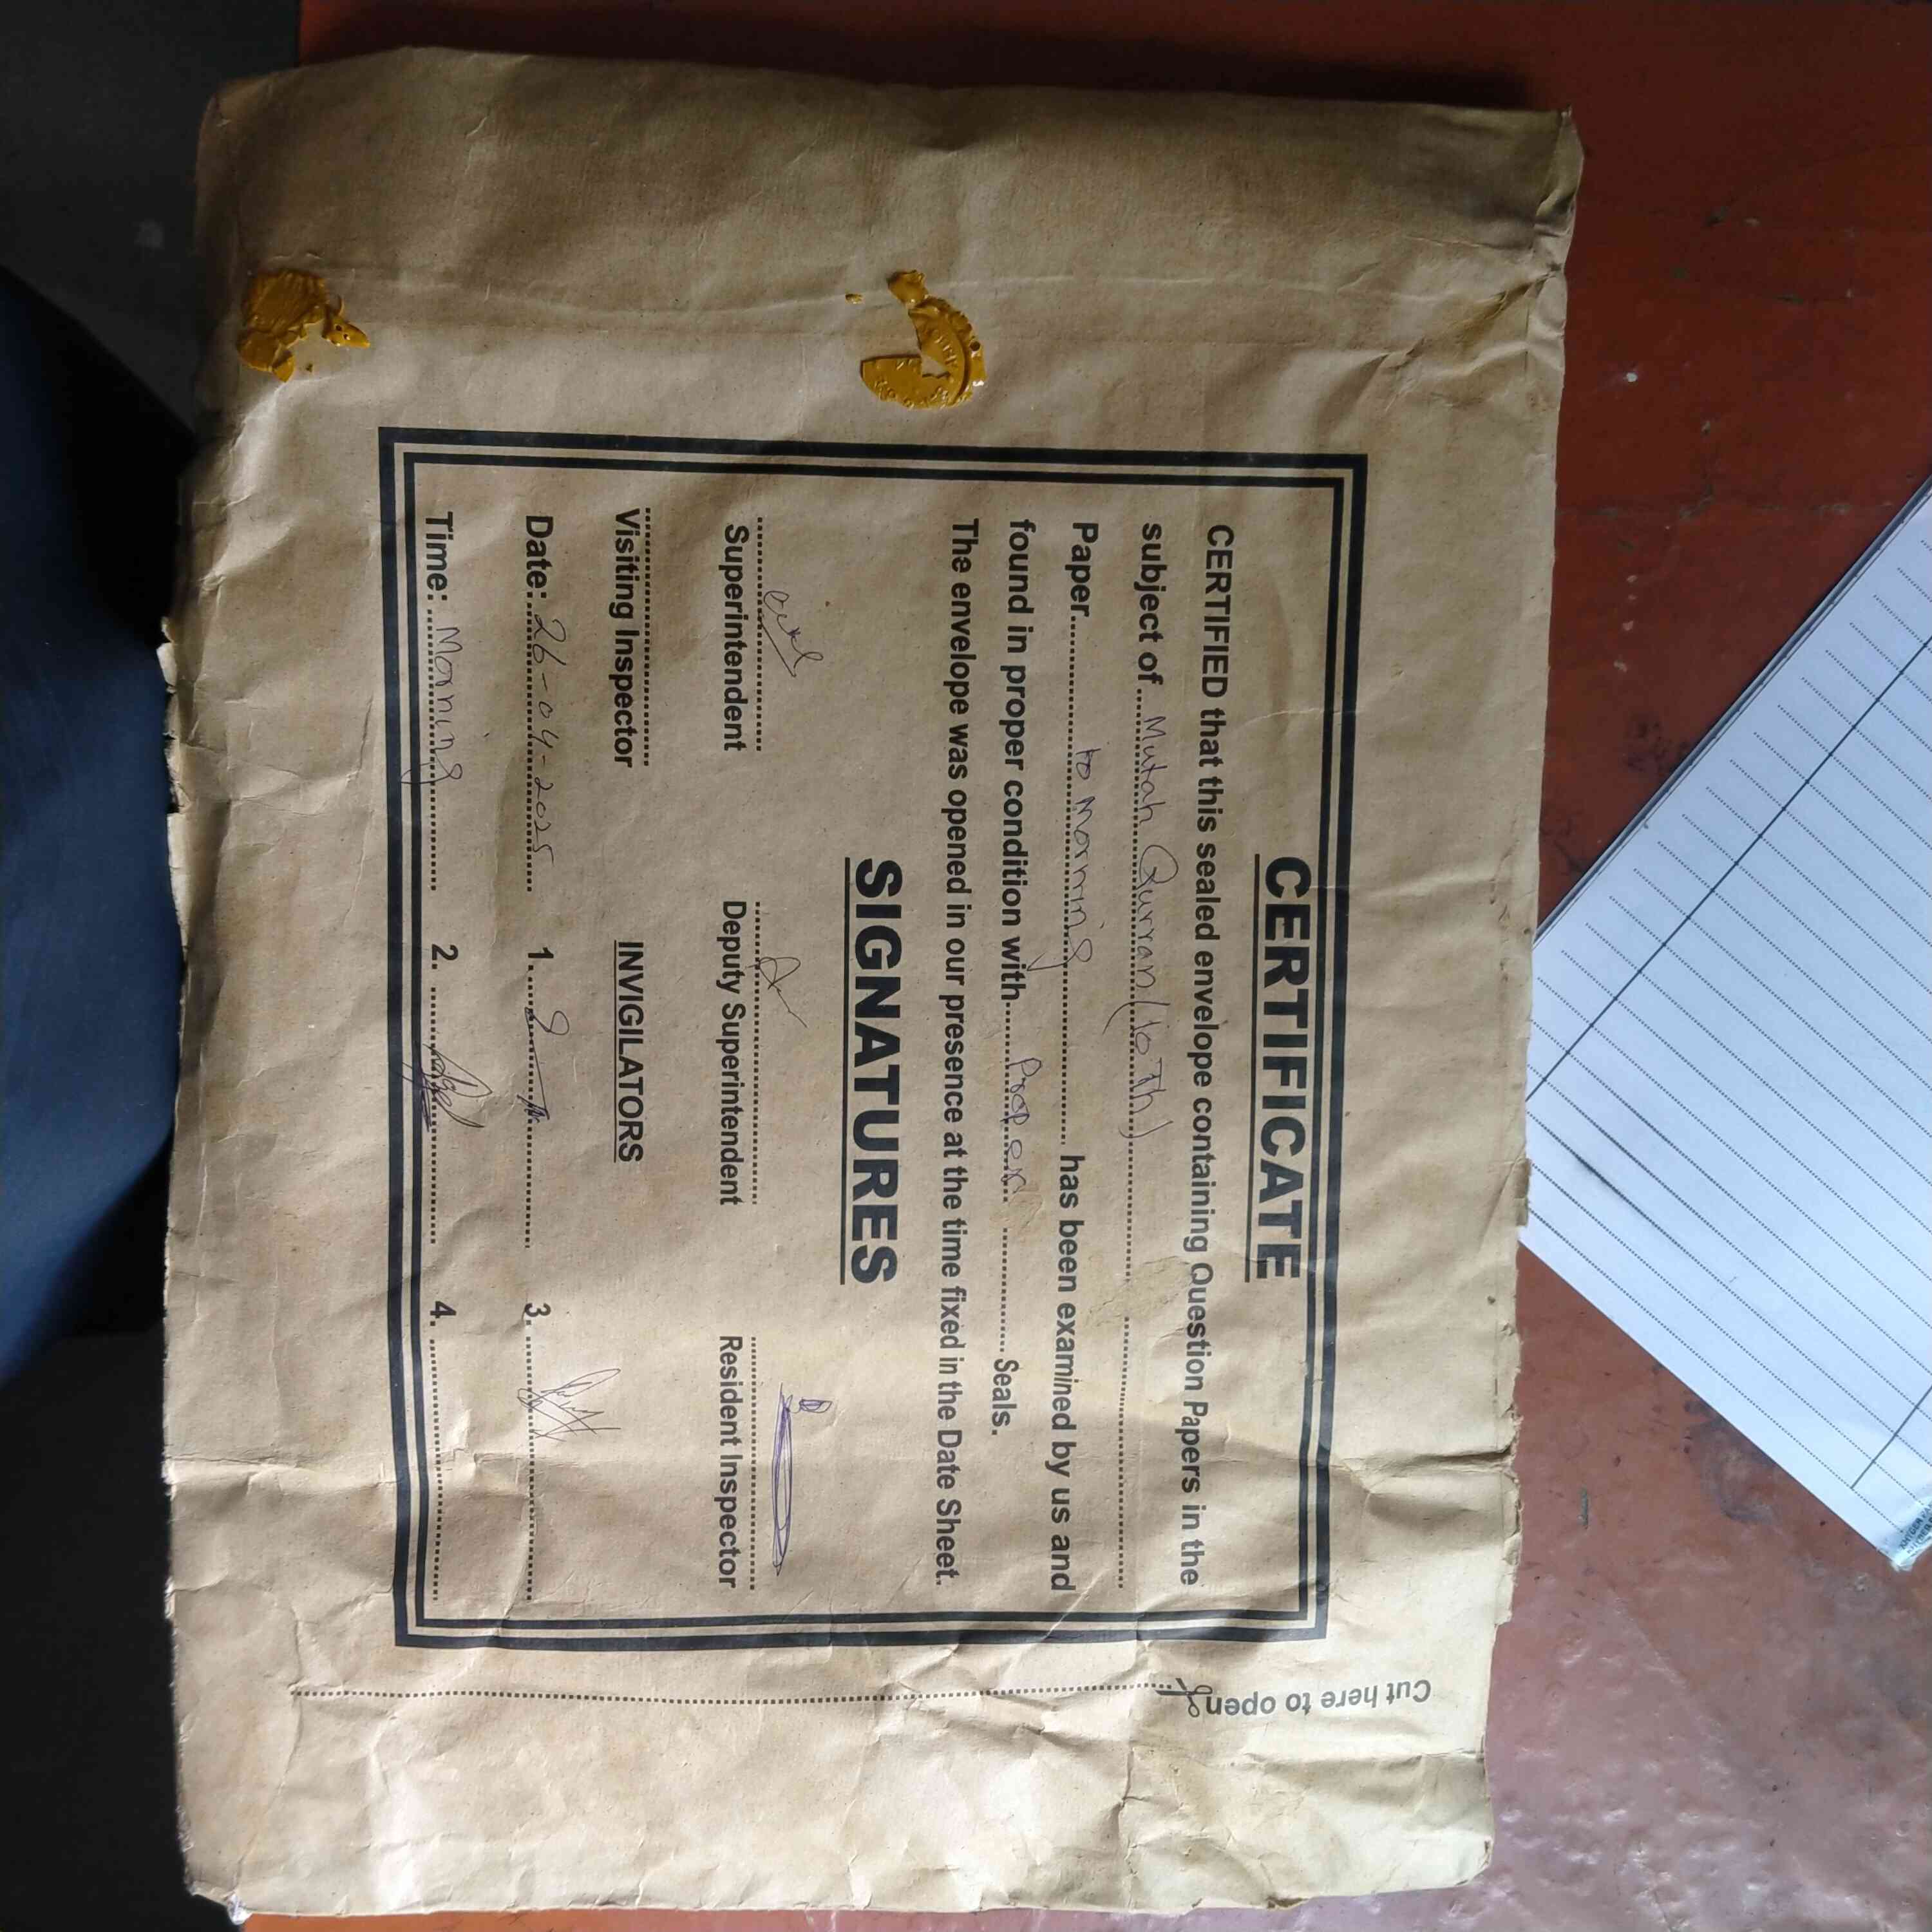 CERTIFICATE
CERTIFIED that this sealed envelope containing Question Papers in the
subject of Mutah Qurran (10Th)
Paper to Morning has been examined by us and
found in proper condition with Proper Seals.
The envelope was opened in our presence at the time fixed in the Date Sheet.
SIGNATURES
Superintendent Deputy Superintendent Resident Inspector
Visiting Inspector INVIGILATORS
Date: 26-04-2025 1. 3.
Time: Morning 2. 4.
Cut here to open